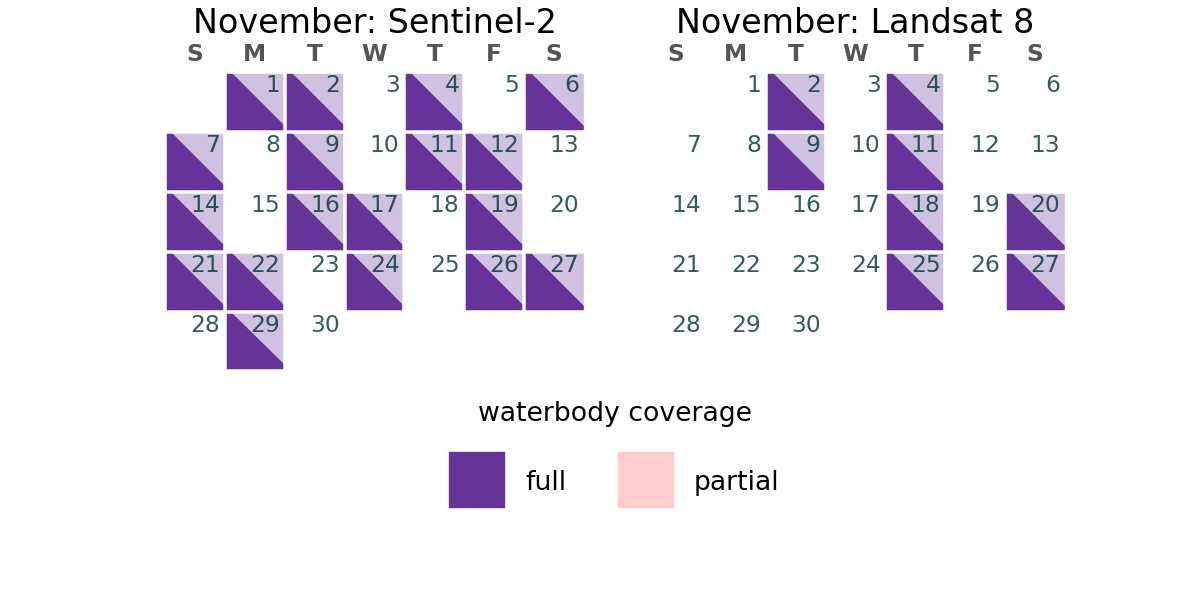 November: Sentinel-2
S M T W T F S
1 2 3 4 5 6
7 8 9 10 11 12 13
14 15 16 17 18 19 20
21 22 23 24 25 26 27
28 29 30
November: Landsat 8
S M T W T F S
1 2 3 4 5 6
7 8 9 10 11 12 13
14 15 16 17 18 19 20
21 22 23 24 25 26 27
28 29 30
waterbody coverage
full partial